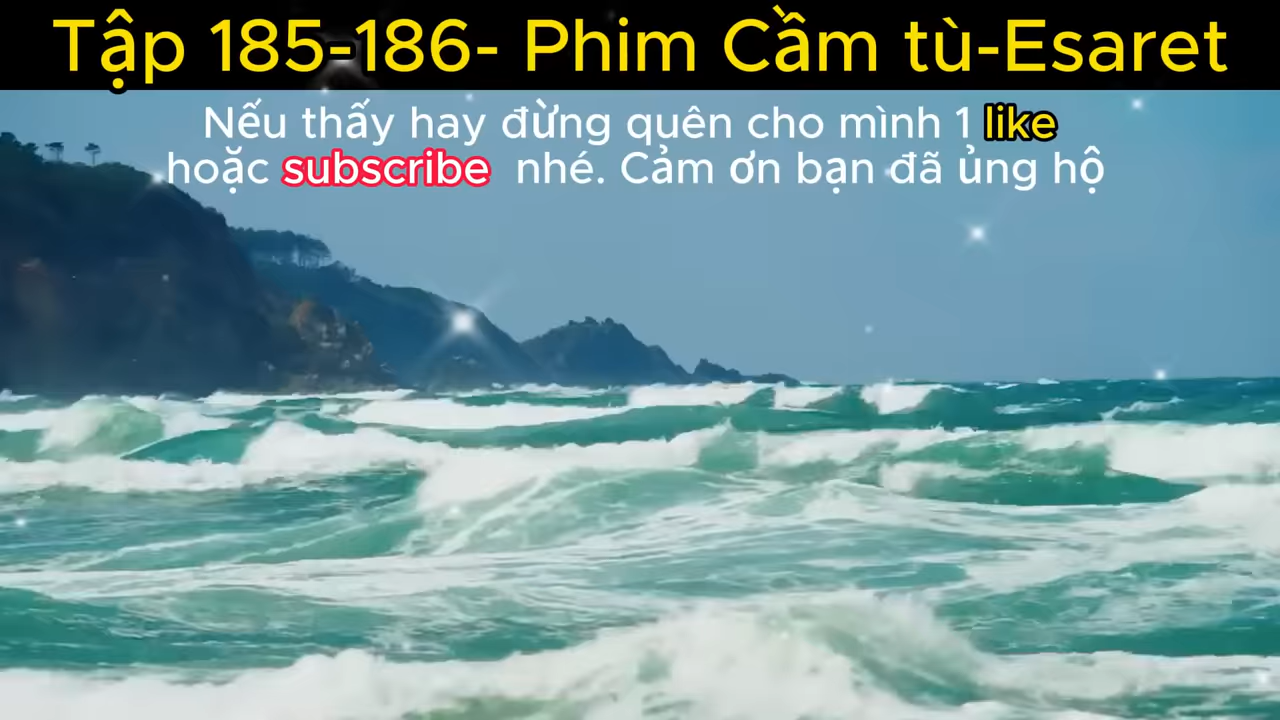 Tập 185-186- Phim Cầm tù-Esaret
Nếu thấy hay đừng quên cho mình 1 like
hoặc subscribe nhé. Cảm ơn bạn đã ủng hộ